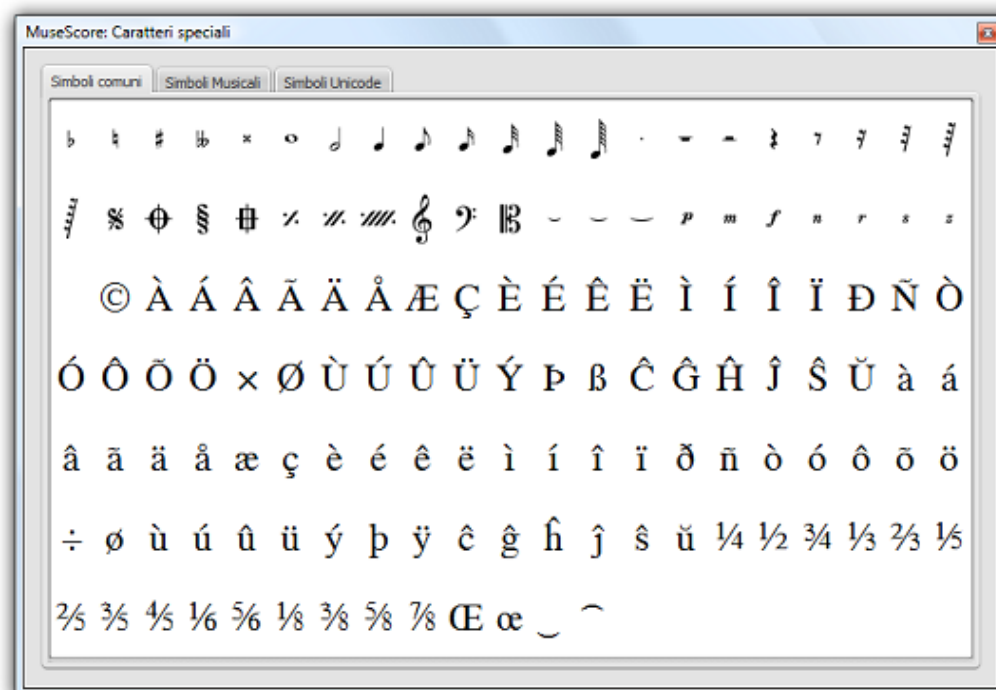 MuseScore: Caratteri speciali
Simboli comuni Simboli Musicali Simboli Unicode
♭ ♮ ♯ 𝄫 𝄪 𝅝 𝅗𝅥 𝅘𝅥 𝅘𝅥𝅮 𝅘𝅥𝅯 𝅘𝅥𝅰 𝅘𝅥𝅱 𝅘𝅥𝅲 . 𝄻 𝄼 𝄽 𝄾 𝄿 𝅀 𝅁
𝅂 𝄋 𝄌 § 𝄞 𝄢 𝄡 p m f n r s z
© À Á Â Ã Ä Å Æ Ç È É Ê Ë Ì Í Î Ï Ð Ñ Ò
Ó Ô Õ Ö × Ø Ù Ú Û Ü Ý Þ ß Ĉ Ĝ Ĥ Ĵ Ŝ Ŭ à á
â ã ä å æ ç è é ê ë ì í î ï ð ñ ò ó ô õ ö
÷ ø ù ú û ü ý þ ÿ ĉ ĝ ĥ ĵ ŝ ŭ ¼ ½ ¾ ⅓ ⅔ ⅕
⅖ ⅗ ⅘ ⅙ ⅚ ⅛ ⅜ ⅝ ⅞ Œ œ ‿ ⁀